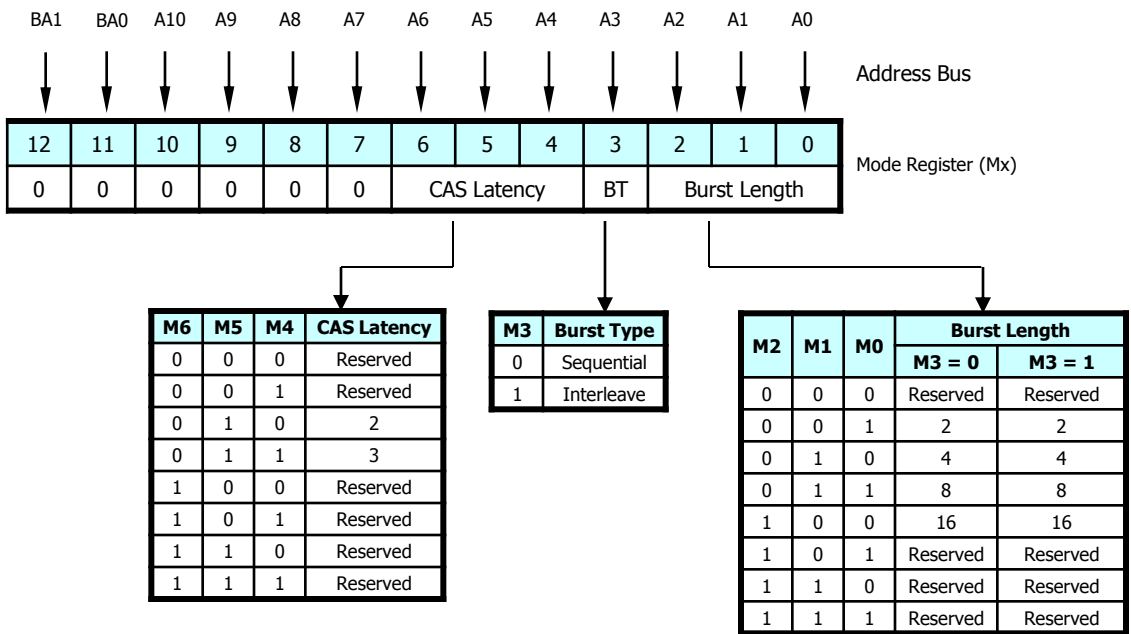 BA1 BA0 A10 A9 A8 A7 A6 A5 A4 A3 A2 A1 A0
Address Bus
12 11 10 9 8 7 6 5 4 3 2 1 0
Mode Register (Mx)
0 0 0 0 0 0 CAS Latency BT Burst Length
M6 M5 M4 CAS Latency
0 0 0 Reserved
0 0 1 Reserved
0 1 0 2
0 1 1 3
1 0 0 Reserved
1 0 1 Reserved
1 1 0 Reserved
1 1 1 Reserved
M3 Burst Type
0 Sequential
1 Interleave
M2 M1 M0 Burst Length
M3 = 0 M3 = 1
0 0 0 Reserved Reserved
0 0 1 2 2
0 1 0 4 4
0 1 1 8 8
1 0 0 16 16
1 0 1 Reserved Reserved
1 1 0 Reserved Reserved
1 1 1 Reserved Reserved